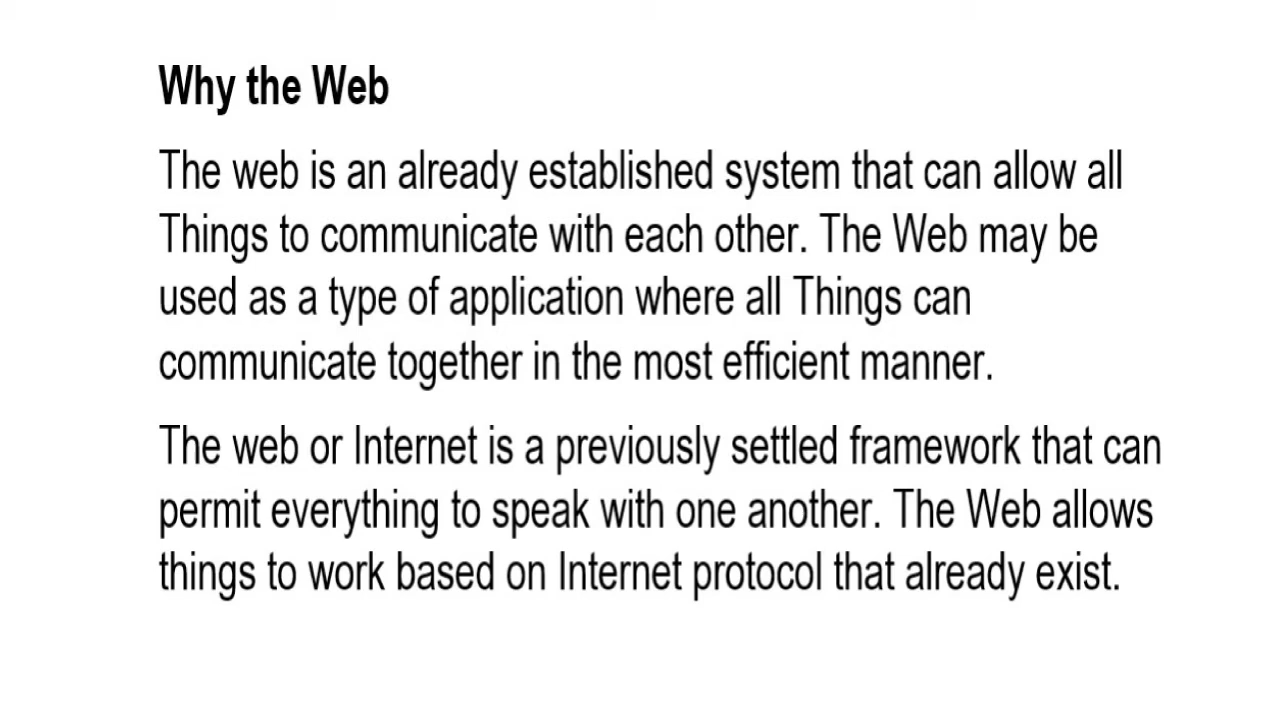 Why the Web
The web is an already established system that can allow all
Things to communicate with each other. The Web may be
used as a type of application where all Things can
communicate together in the most efficient manner.
The web or Internet is a previously settled framework that can
permit everything to speak with one another. The Web allows
things to work based on Internet protocol that already exist.